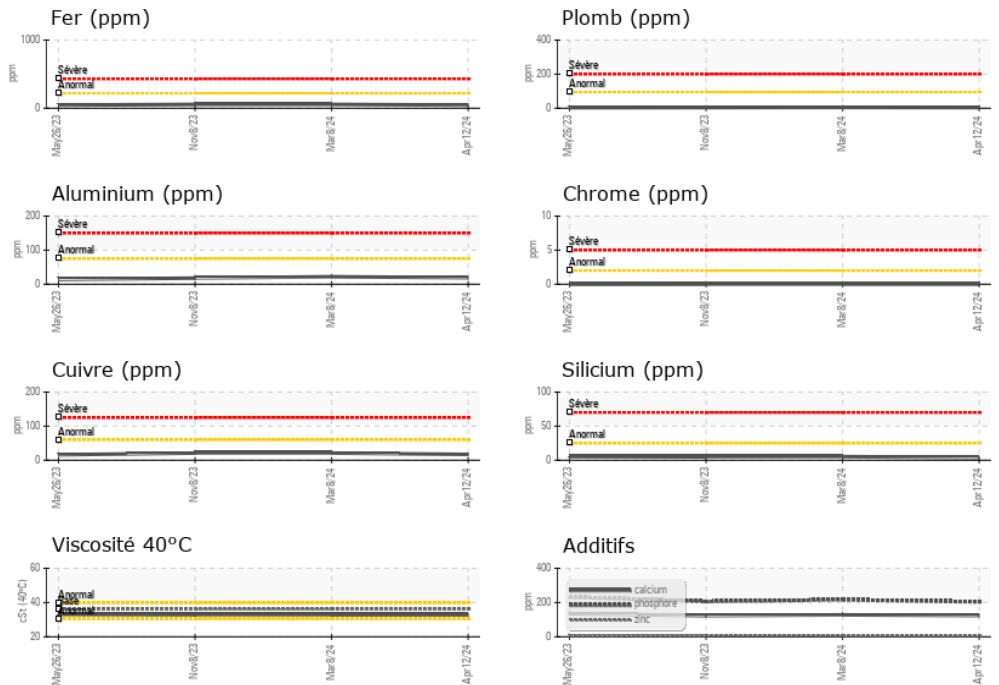 Fer (ppm)
1000
ppm
Sévère
Anormal
0
May26/23
Nov8/23
Mar8/24
Apr12/24
Plomb (ppm)
400
ppm
Sévère
200
Anormal
0
May26/23
Nov8/23
Mar8/24
Apr12/24
Aluminium (ppm)
200
ppm
Sévère
100
Anormal
0
May26/23
Nov8/23
Mar8/24
Apr12/24
Chrome (ppm)
10
ppm
Sévère
5
Anormal
0
May26/23
Nov8/23
Mar8/24
Apr12/24
Cuivre (ppm)
200
ppm
Sévère
100
Anormal
0
May26/23
Nov8/23
Mar8/24
Apr12/24
Silicium (ppm)
100
ppm
Sévère
50
Anormal
0
May26/23
Nov8/23
Mar8/24
Apr12/24
Viscosité 40°C
60
cSt (40°C)
Anormal
40
Base
Anormal
20
May26/23
Nov8/23
Mar8/24
Apr12/24
Additifs
400
ppm
calcium
200
phosphore
zinc
0
May26/23
Nov8/23
Mar8/24
Apr12/24